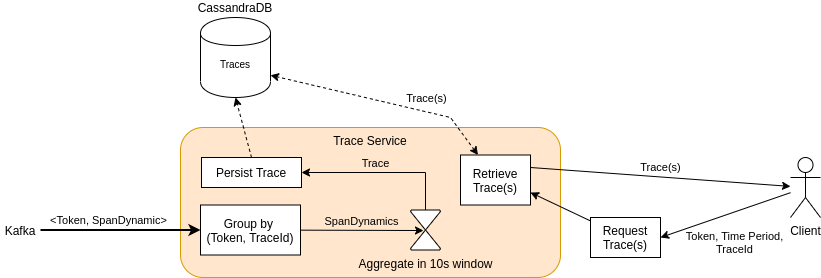 CassandraDB
Traces
Trace(s)
Trace Service
Trace
Persist Trace
Retrieve
Trace(s)
Trace(s)
<Token, SpanDynamic>
Kafka
Group by
(Token, TraceId)
SpanDynamics
Request
Trace(s)
Token, Time Period,
TraceId
Client
Aggregate in 10s window